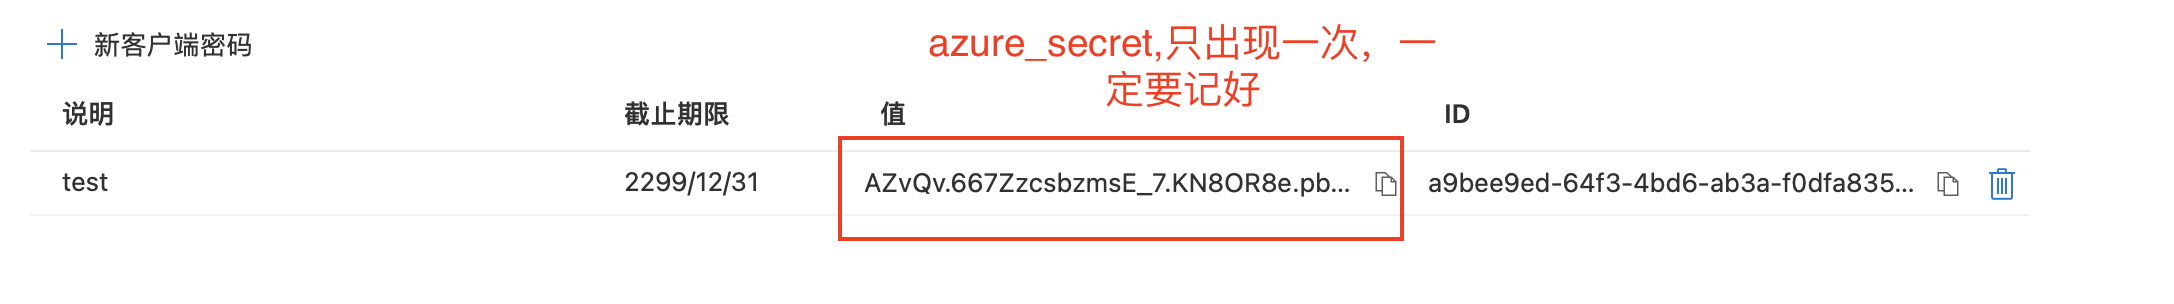 新客户端密码
azure_secret,只出现一次，一
定要记好
说明 截止期限 值 ID
test 2299/12/31 AZvQv.667ZzcsbzmsE_7.KN8OR8e.pb... a9bee9ed-64f3-4bd6-ab3a-f0dfa835...